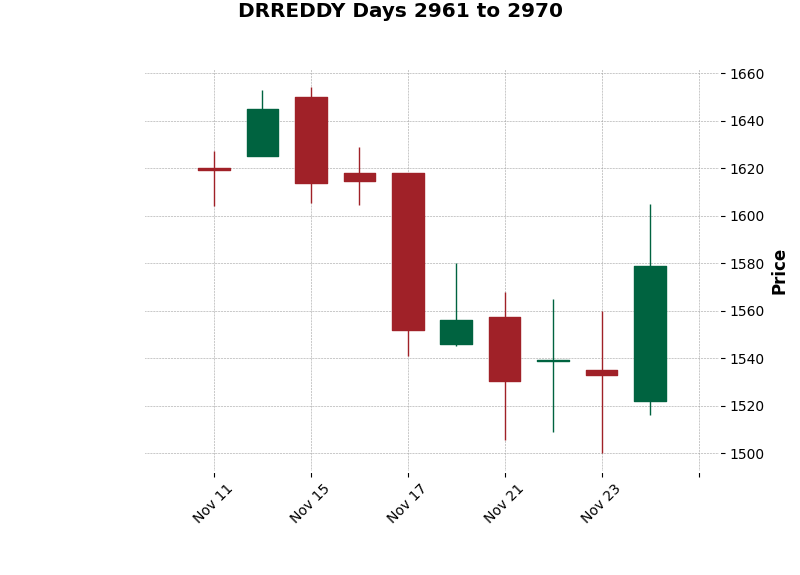 DRREDDY Days 2961 to 2970
1660
1640
1620
1600
1580
1560
1540
1520
1500
Price
Nov 11
Nov 15
Nov 17
Nov 21
Nov 23